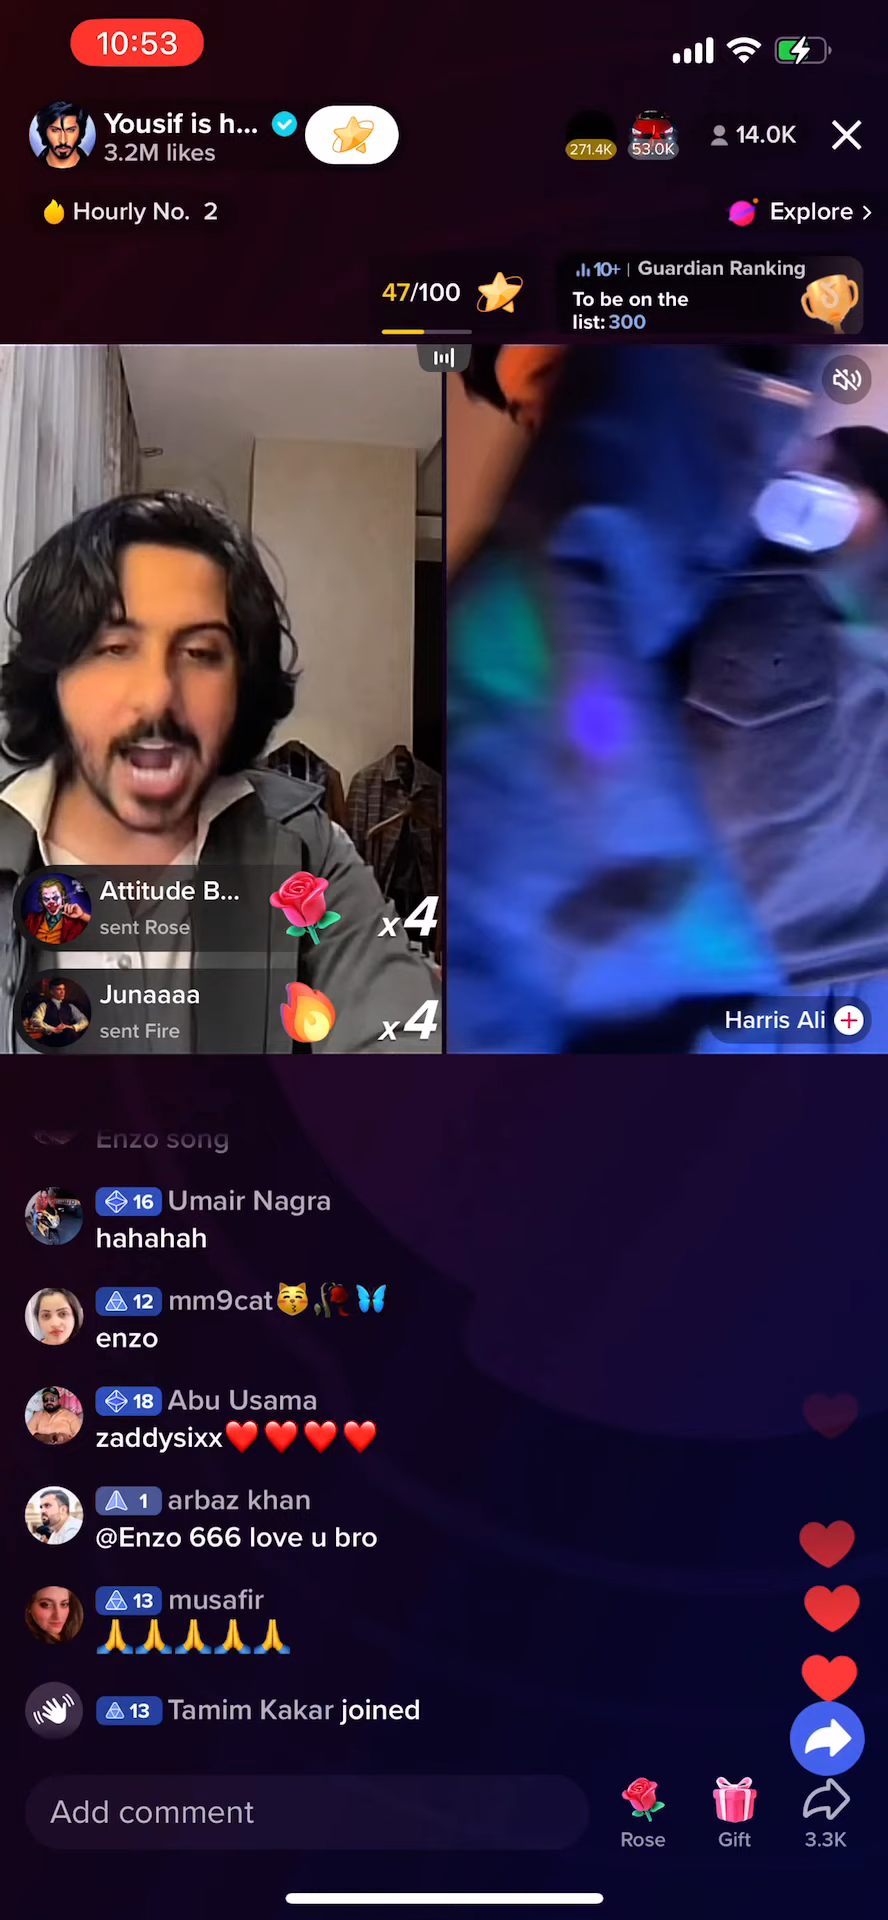 10:53
Yousif is h...
3.2M likes
271.4K
53.0K
14.0K
Hourly No. 2
Explore >
47/100
10+ | Guardian Ranking
To be on the
list: 300
Attitude B...
sent Rose
x4
Junaaaa
sent Fire
x4
Harris Ali
Enzo song
16 Umair Nagra
hahahah
12 mm9cat😽🥀🦋
enzo
18 Abu Usama
zaddysixx❤️❤️❤️❤️
1 arbaz khan
@Enzo 666 love u bro
13 musafir
🙏🙏🙏🙏🙏
13 Tamim Kakar joined
Add comment
Rose
Gift
3.3K